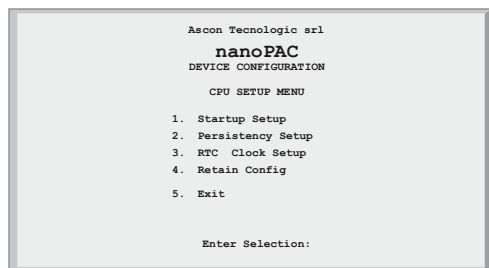 Ascon Tecnologic srl
nanoPAC
DEVICE CONFIGURATION
CPU SETUP MENU
1. Startup Setup
2. Persistency Setup
3. RTC Clock Setup
4. Retain Config
5. Exit
Enter Selection: